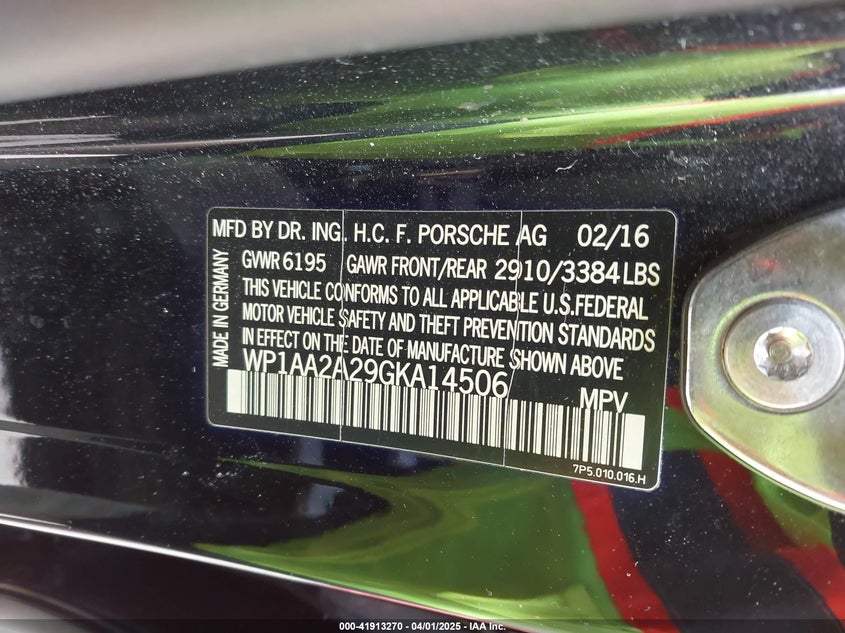 MFD BY DR. ING. H.C. F. PORSCHE AG 02/16
GVWR 6195 GAWR FRONT/REAR 2910/3384 LBS
THIS VEHICLE CONFORMS TO ALL APPLICABLE U.S. FEDERAL
MOTOR VEHICLE SAFETY AND THEFT PREVENTION STANDARDS
IN EFFECT ON THE DATE OF MANUFACTURE SHOWN ABOVE
WP1AA2A29GKA14506
MPV
7P5.010.016.H
MADE IN GERMANY
000-41913270 - 04/01/2025 - IAA Inc.